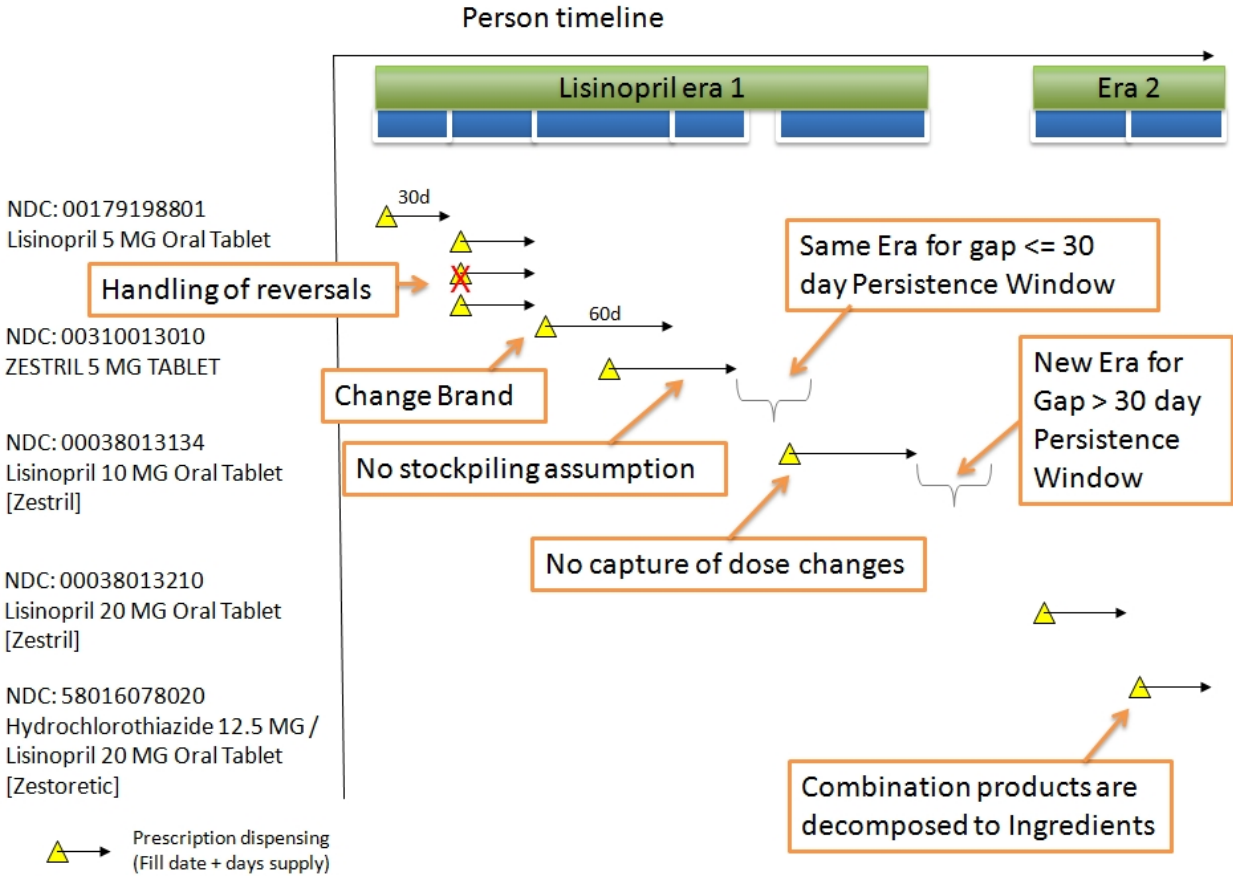 Person timeline
Lisinopril era 1
Era 2
NDC: 00179198801
Lisinopril 5 MG Oral Tablet
30d
Handling of reversals
Same Era for gap <= 30
day Persistence Window
NDC: 00310013010
ZESTRIL 5 MG TABLET
60d
Change Brand
New Era for
Gap > 30 day
Persistence
Window
NDC: 00038013134
Lisinopril 10 MG Oral Tablet
[Zestril]
No stockpiling assumption
No capture of dose changes
NDC: 00038013210
Lisinopril 20 MG Oral Tablet
[Zestril]
NDC: 58016078020
Hydrochlorothiazide 12.5 MG /
Lisinopril 20 MG Oral Tablet
[Zestoretic]
Combination products are
decomposed to Ingredients
Prescription dispensing
(Fill date + days supply)